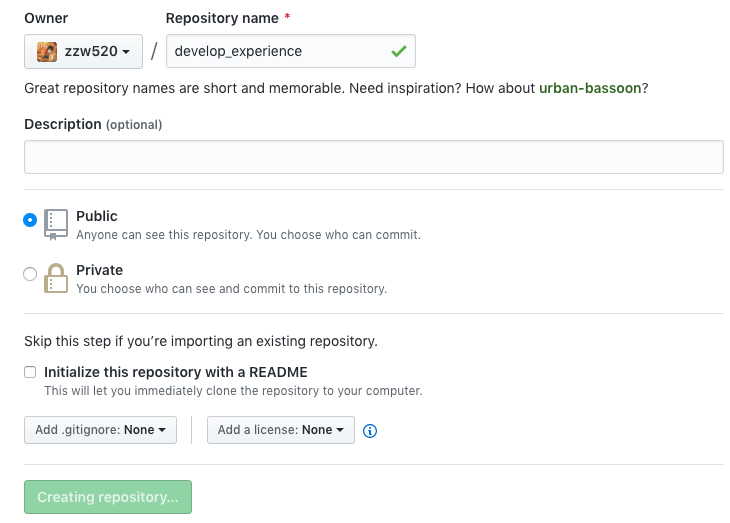 Owner
Repository name *
zzw520 / develop_experience
Great repository names are short and memorable. Need inspiration? How about urban-bassoon?
Description (optional)
Public
Anyone can see this repository. You choose who can commit.
Private
You choose who can see and commit to this repository.
Skip this step if you’re importing an existing repository.
Initialize this repository with a README
This will let you immediately clone the repository to your computer.
Add .gitignore: None
Add a license: None
Creating repository...